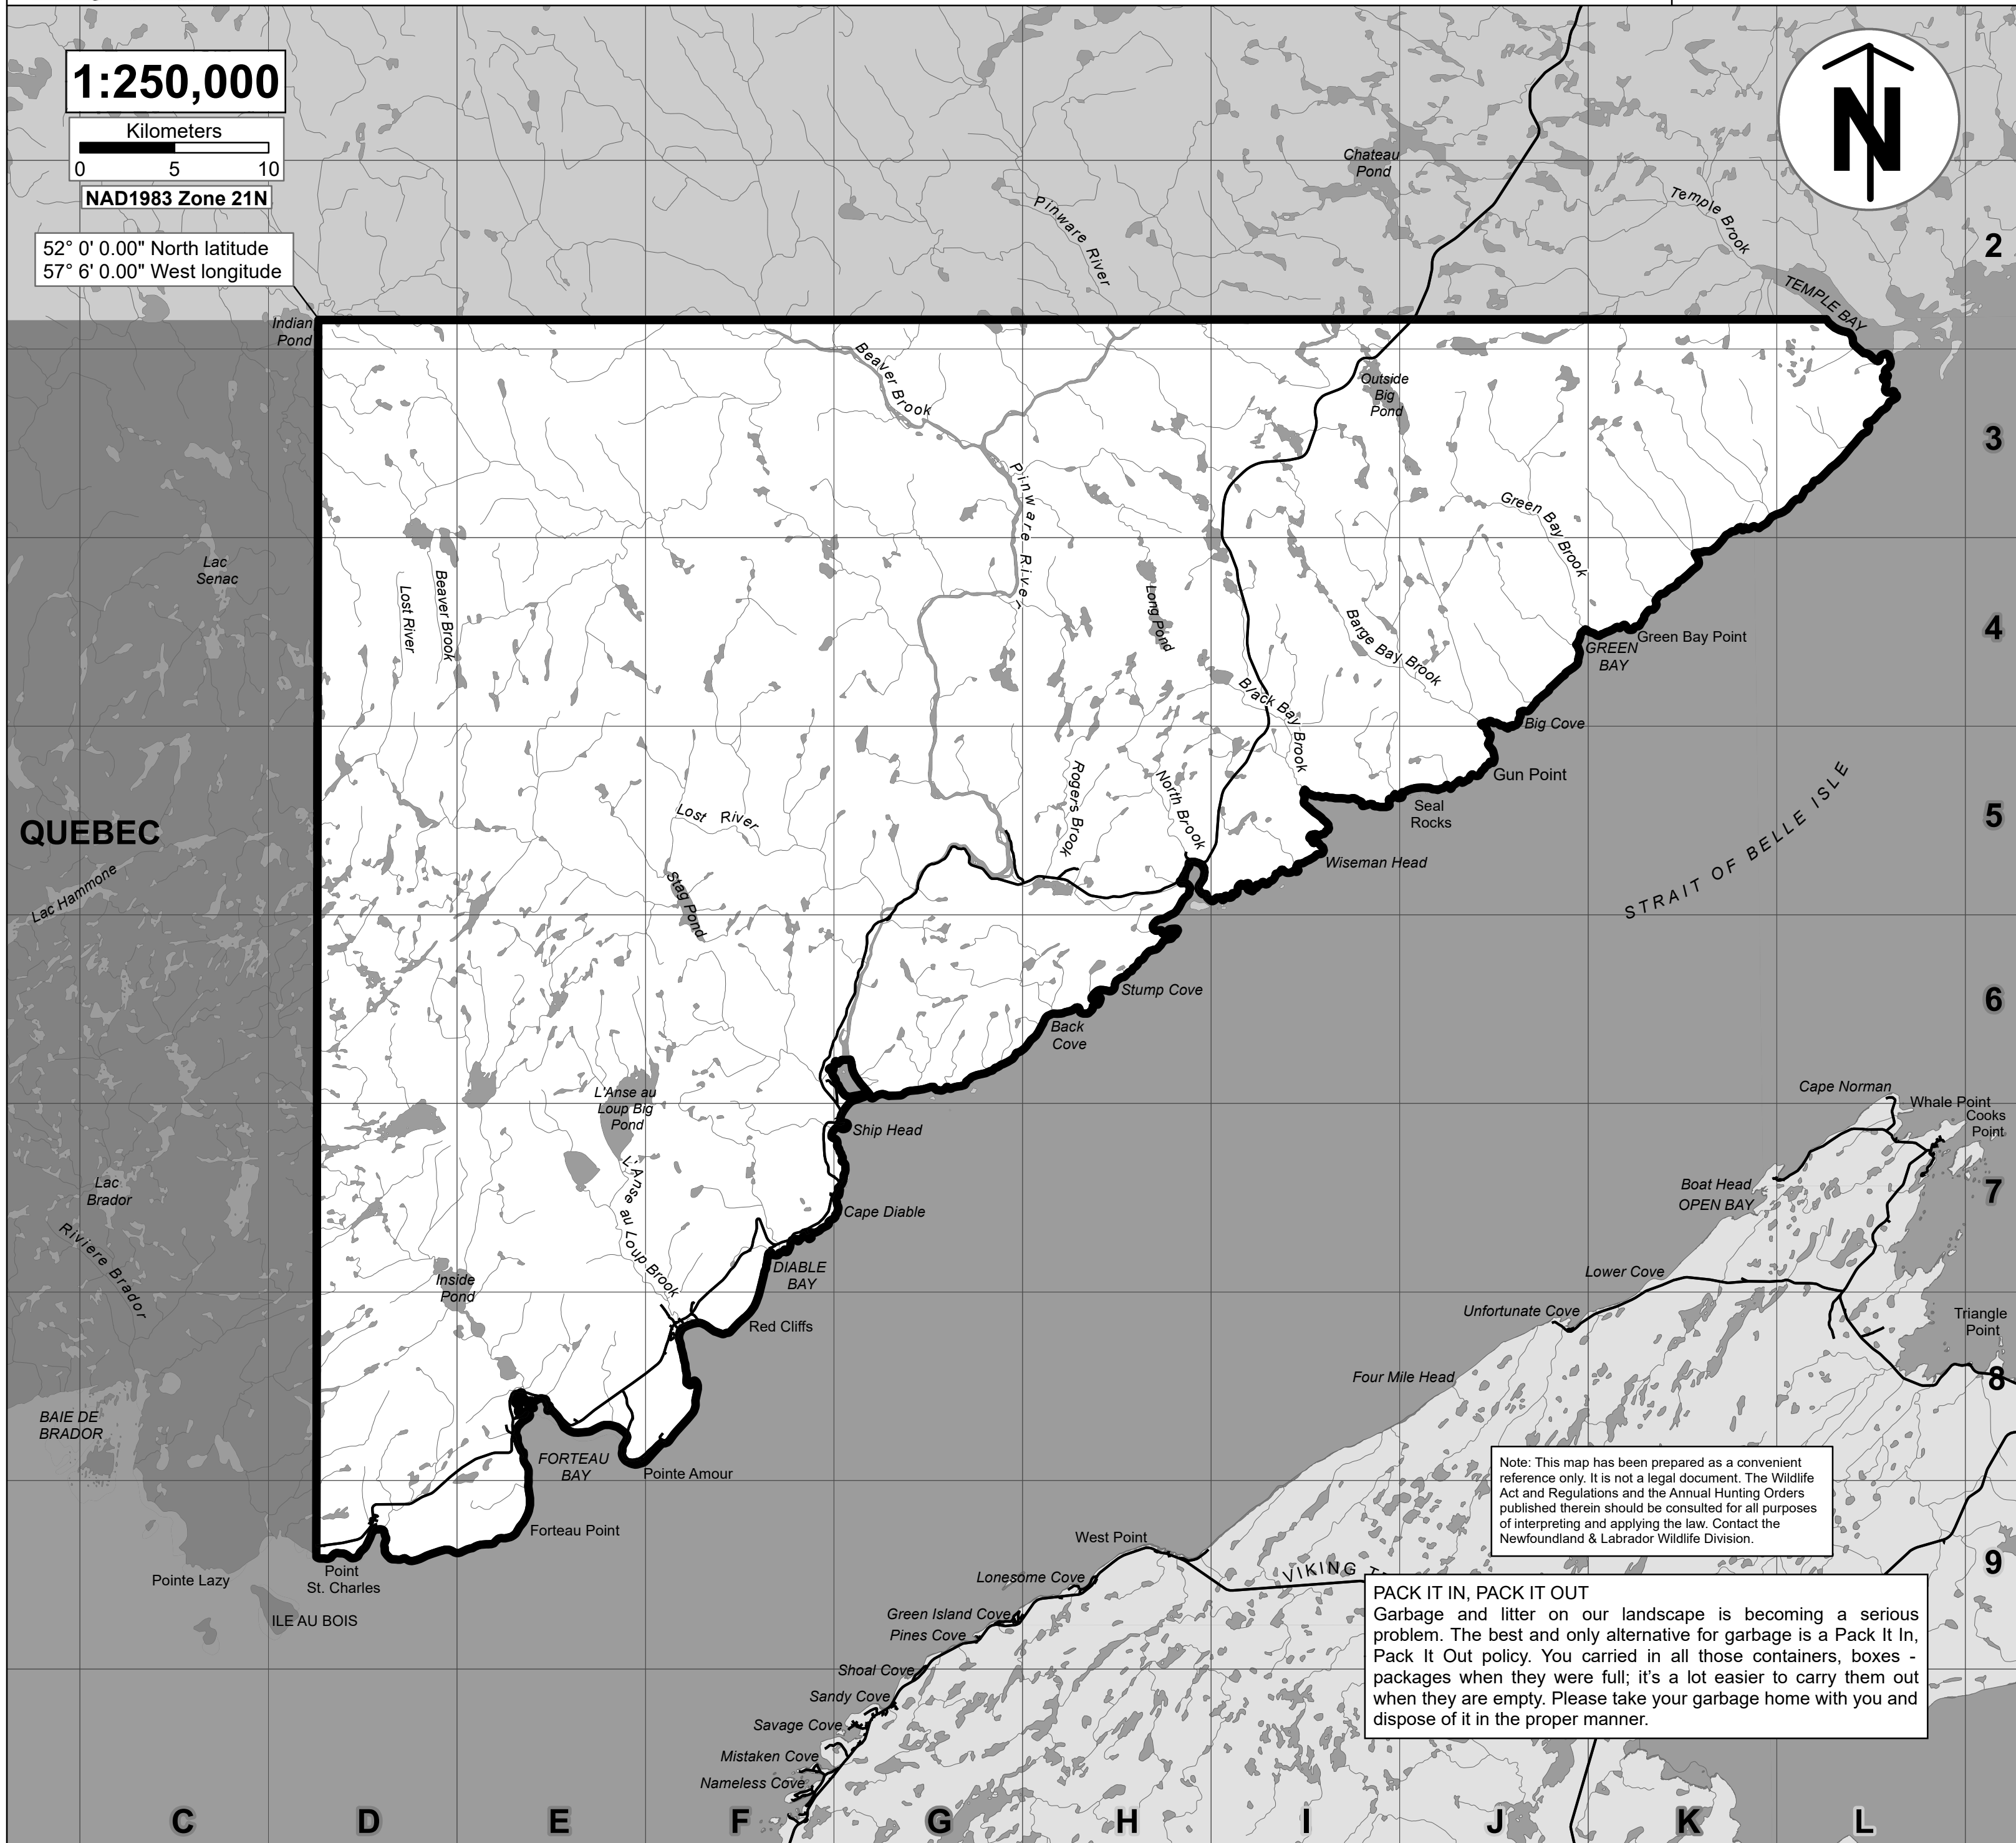 1:250,000
Kilometers
0 5 10
NAD1983 Zone 21N
52° 0' 0.00" North latitude
57° 6' 0.00" West longitude
N
Chateau
Pond
Pinware River
Temple Brook
2
TEMPLE BAY
Indian
Pond
Beaver Brook
Outside
Big
Pond
3
Pinware River
Green Bay Brook
Lac
Senac
Lost River
Beaver Brook
Long Pond
Barge Bay Brook
4
Green Bay Point
GREEN
BAY
Black Bay Brook
Big Cove
Gun Point
Rogers Brook
North Brook
Seal
Rocks
5
Lost River
QUEBEC
STRAIT OF BELLE ISLE
Wiseman Head
Lac Hammone
Stag Pond
Stump Cove
6
Back
Cove
L'Anse au
Loup Big
Pond
Cape Norman
Whale Point
Cooks
Point
Ship Head
L'Anse au Loup Brook
Lac
Brador
Boat Head
OPEN BAY
7
Cape Diable
Riviere Brador
DIABLE
BAY
Inside
Pond
Lower Cove
Unfortunate Cove
Red Cliffs
Triangle
Point
Four Mile Head
8
BAIE DE
BRADOR
FORTEAU
BAY
Pointe Amour
Note: This map has been prepared as a convenient
reference only. It is not a legal document. The Wildlife
Act and Regulations and the Annual Hunting Orders
published therein should be consulted for all purposes
of interpreting and applying the law. Contact the
Newfoundland & Labrador Wildlife Division.
Forteau Point
West Point
9
Point
St. Charles
Pointe Lazy
VIKING
Lonesome Cove
ILE AU BOIS
Green Island Cove
Pines Cove
PACK IT IN, PACK IT OUT
Garbage and litter on our landscape is becoming a serious
problem. The best and only alternative for garbage is a Pack It In,
Pack It Out policy. You carried in all those containers, boxes -
packages when they were full; it's a lot easier to carry them out
when they are empty. Please take your garbage home with you and
dispose of it in the proper manner.
Shoal Cove
Sandy Cove
Savage Cove
Mistaken Cove
Nameless Cove
C D E F G H I J K L